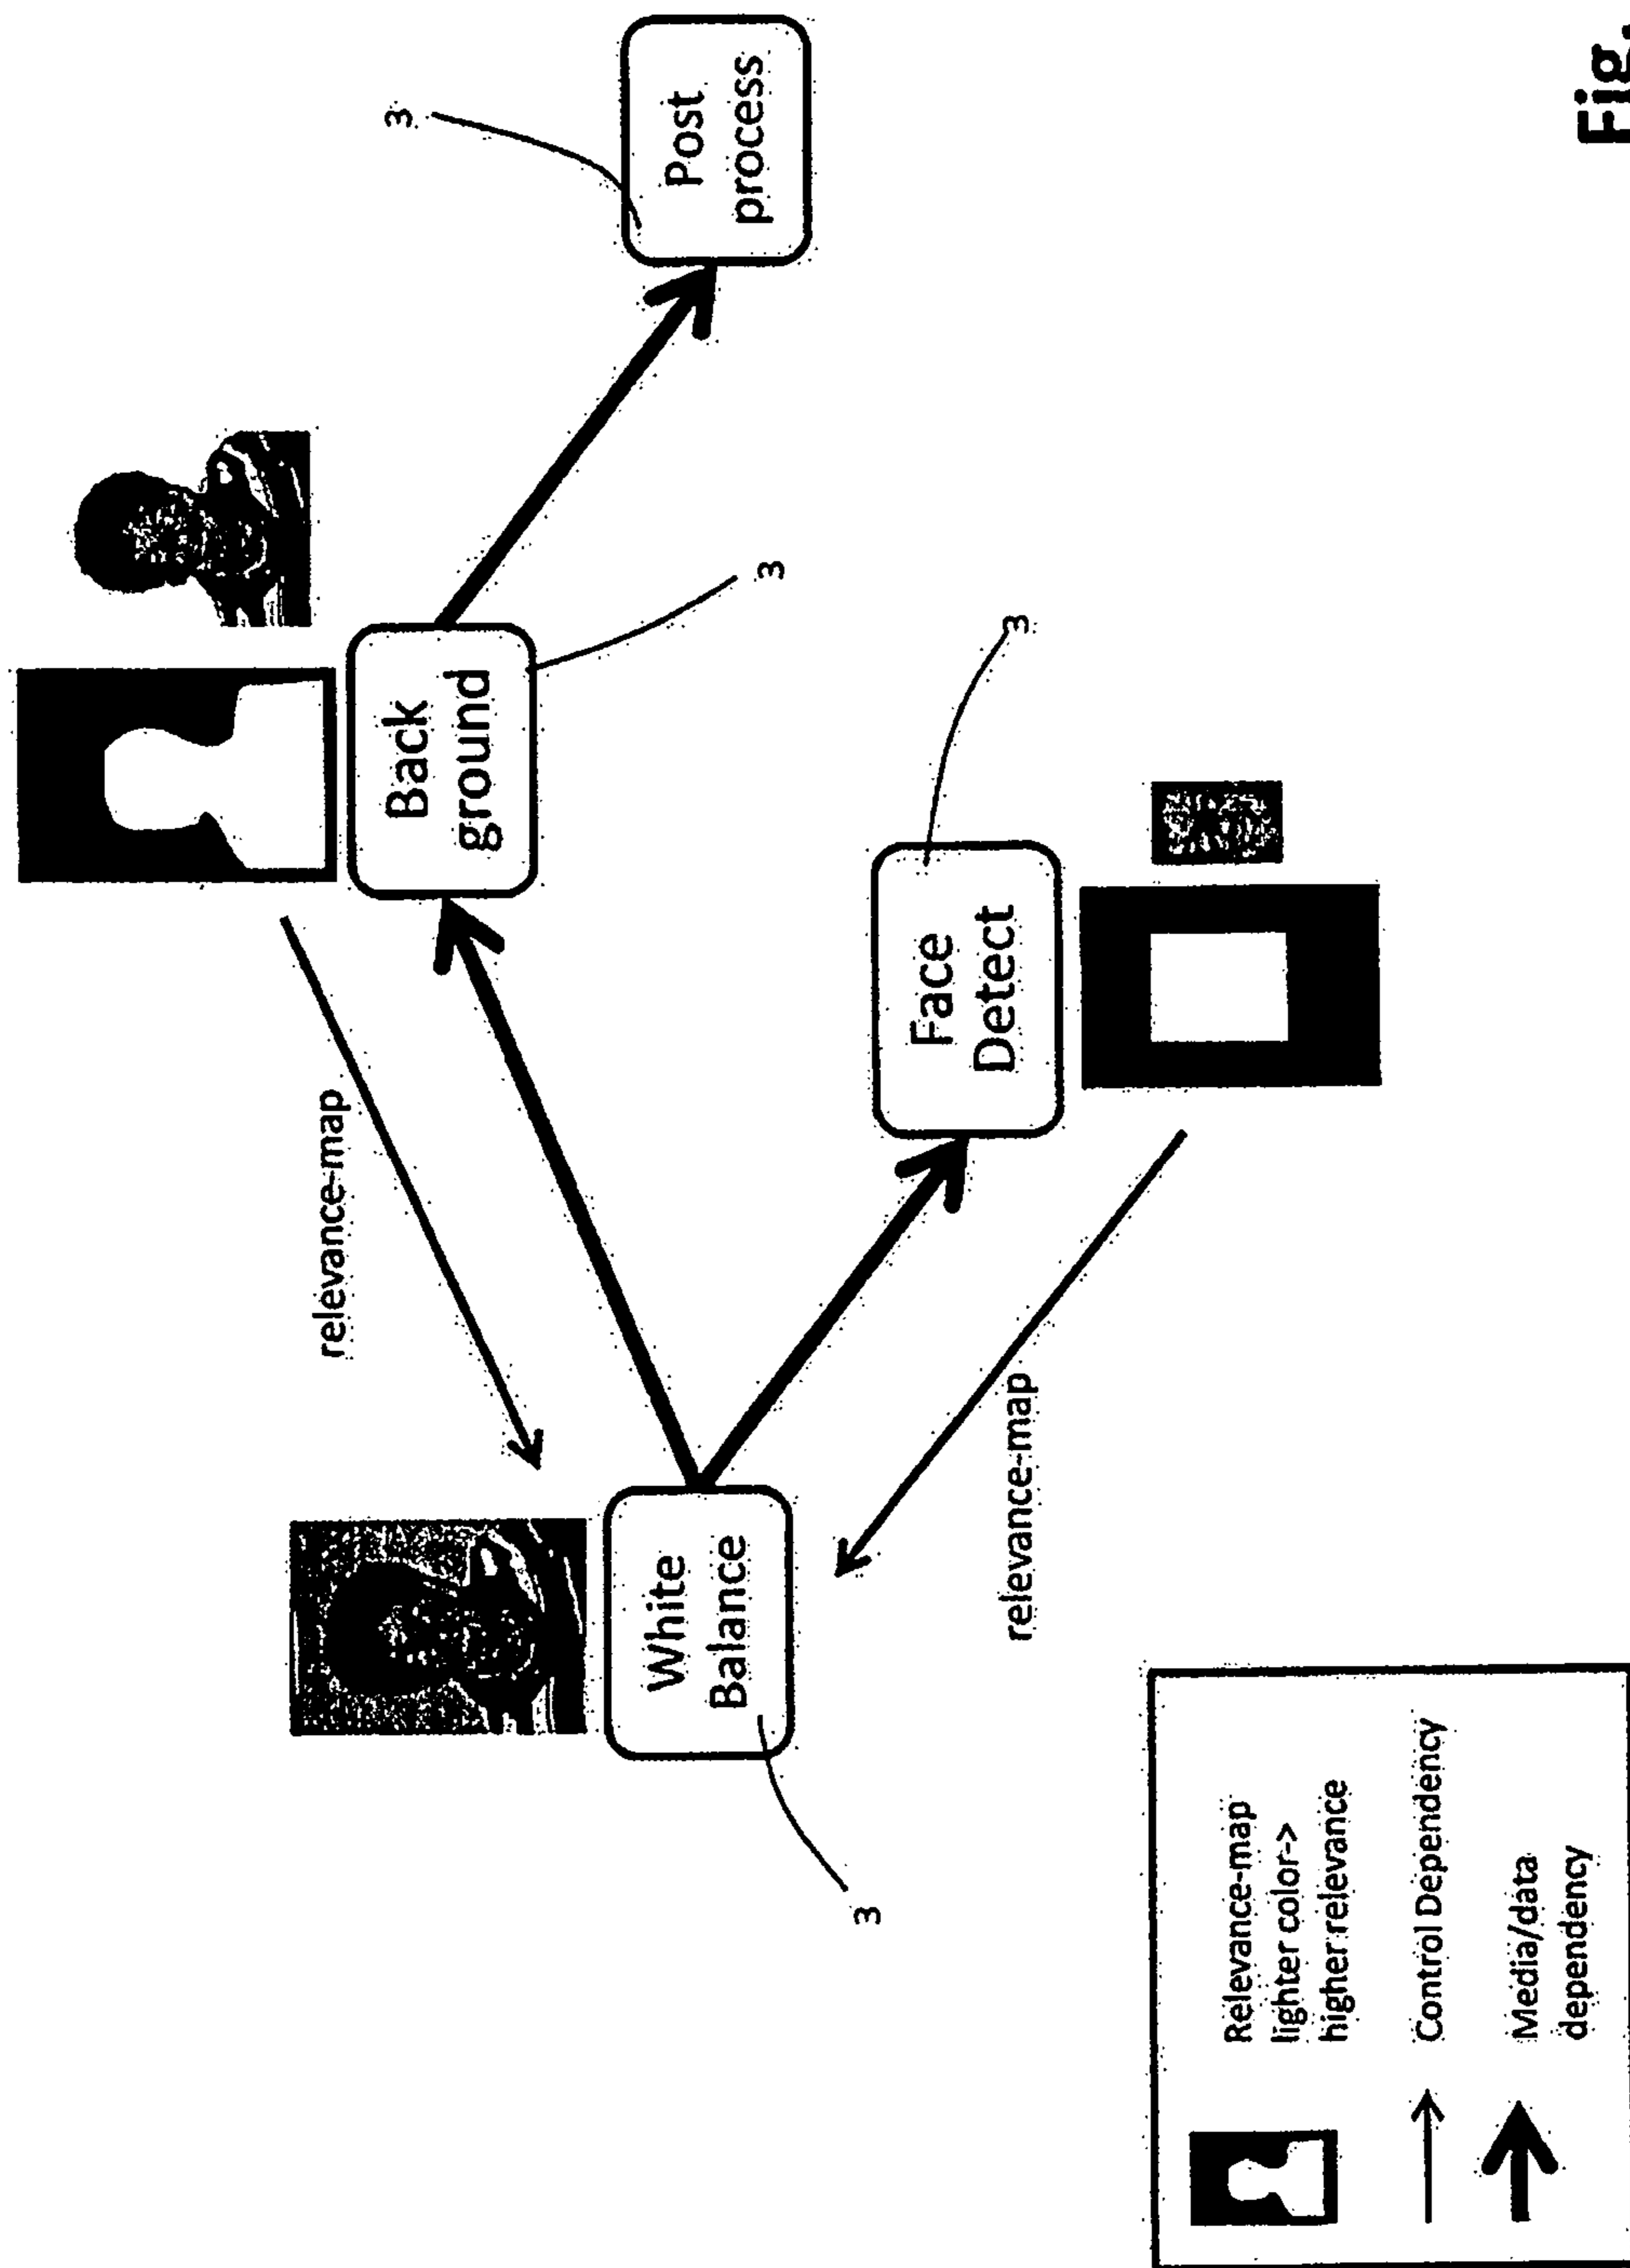 relevance-map
Back
ground
3
Post
process
3
White
Balance
3
Face
Detect
3
relevance-map
Relevance-map
lighter color->
higher relevance
Control Dependency
Media/data
dependency
Fig.